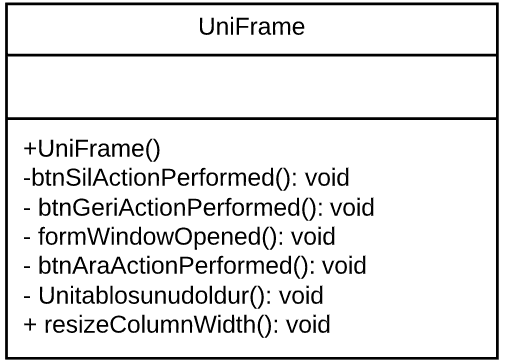 UniFrame
+UniFrame()
-btnSilActionPerformed(): void
- btnGeriActionPerformed(): void
- formWindowOpened(): void
- btnAraActionPerformed(): void
- Unitablosunudoldur(): void
+ resizeColumnWidth(): void